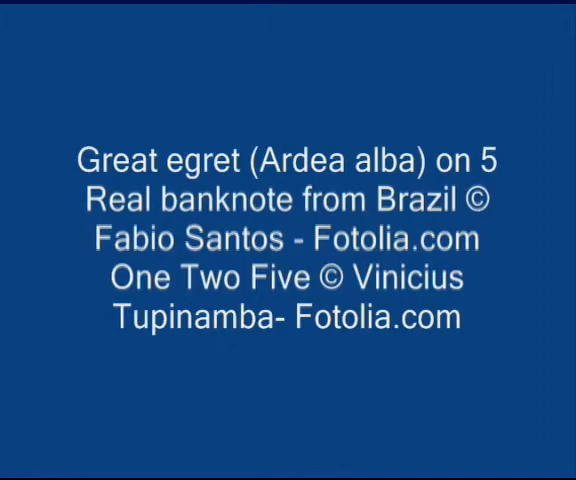 Great egret (Ardea alba) on 5
Real banknote from Brazil ©
Fabio Santos - Fotolia.com
One Two Five © Vinicius
Tupinamba- Fotolia.com